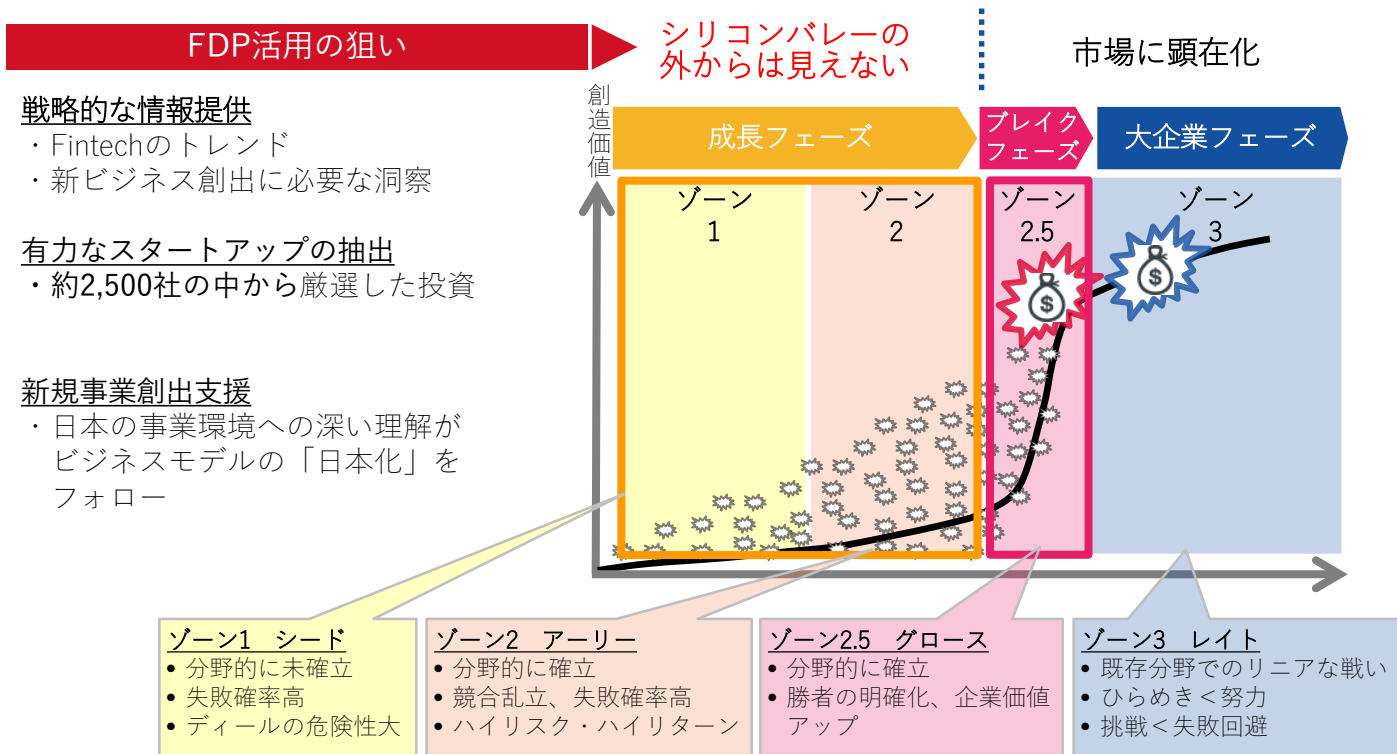 FDP活用の狙い
戦略的な情報提供
・Fintechのトレンド
・新ビジネス創出に必要な洞察
有力なスタートアップの抽出
・約2,500社の中から厳選した投資
新規事業創出支援
・日本の事業環境への深い理解が
ビジネスモデルの「日本化」を
フォロー
シリコンバレーの
外からは見えない
市場に顕在化
創造価値
成長フェーズ
ブレイク
フェーズ
大企業フェーズ
ゾーン
1
ゾーン
2
ゾーン
2.5
ゾーン
3
$
$
ゾーン1 シード
• 分野的に未確立
• 失敗確率高
• ディールの危険性大
ゾーン2 アーリー
• 分野的に確立
• 競合乱立、失敗確率高
• ハイリスク・ハイリターン
ゾーン2.5 グロース
• 分野的に確立
• 勝者の明確化、企業価値
アップ
ゾーン3 レイト
• 既存分野でのリニアな戦い
• ひらめき＜努力
• 挑戦＜失敗回避